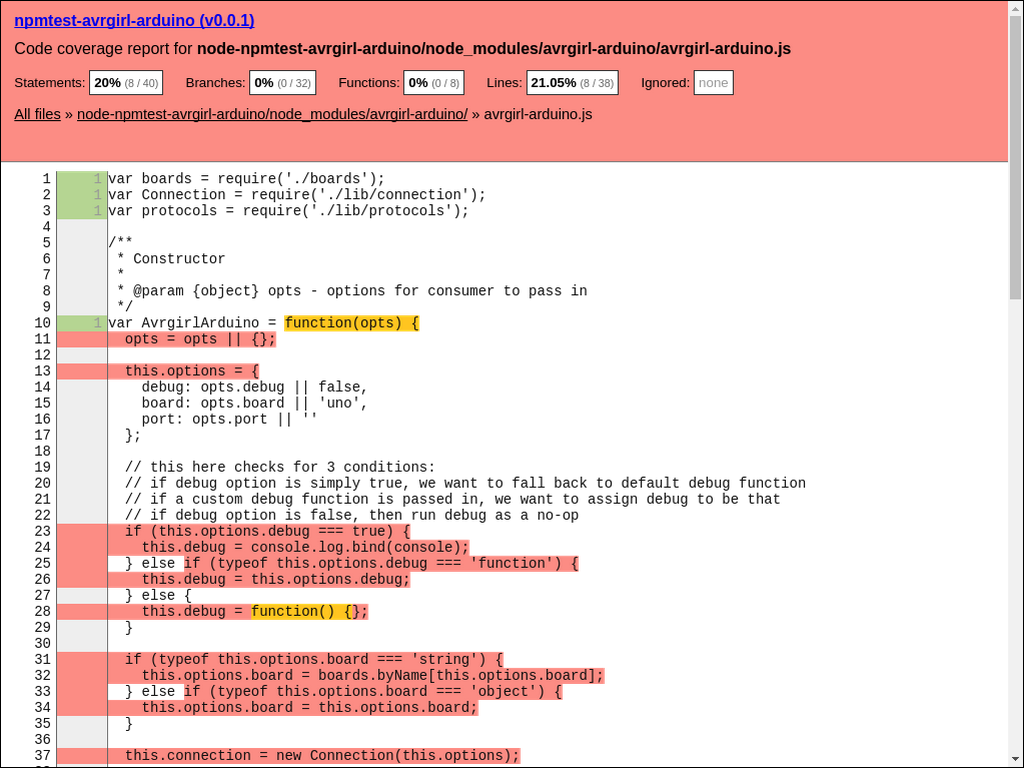 npmtest-avrgirl-arduino (v0.0.1)
Code coverage report for node-npmtest-avrgirl-arduino/node_modules/avrgirl-arduino/avrgirl-arduino.js
Statements: 20% (8 / 40) Branches: 0% (0 / 32) Functions: 0% (0 / 8) Lines: 21.05% (8 / 38) Ignored: none
All files » node-npmtest-avrgirl-arduino/node_modules/avrgirl-arduino/ » avrgirl-arduino.js
1 1 var boards = require('./boards');
2 1 var Connection = require('./lib/connection');
3 1 var protocols = require('./lib/protocols');
4
5 /**
6 * Constructor
7 *
8 * @param {object} opts - options for consumer to pass in
9 */
10 1 var AvrgirlArduino = function(opts) {
11 opts = opts || {};
12
13 this.options = {
14 debug: opts.debug || false,
15 board: opts.board || 'uno',
16 port: opts.port || ''
17 };
18
19 // this here checks for 3 conditions:
20 // if debug option is simply true, we want to fall back to default debug function
21 // if a custom debug function is passed in, we want to assign debug to be that
22 // if debug option is false, then run debug as a no-op
23 if (this.options.debug === true) {
24 this.debug = console.log.bind(console);
25 } else if (typeof this.options.debug === 'function') {
26 this.debug = this.options.debug;
27 } else {
28 this.debug = function() {};
29 }
30
31 if (typeof this.options.board === 'string') {
32 this.options.board = boards.byName[this.options.board];
33 } else if (typeof this.options.board === 'object') {
34 this.options.board = this.options.board;
35 }
36
37 this.connection = new Connection(this.options);